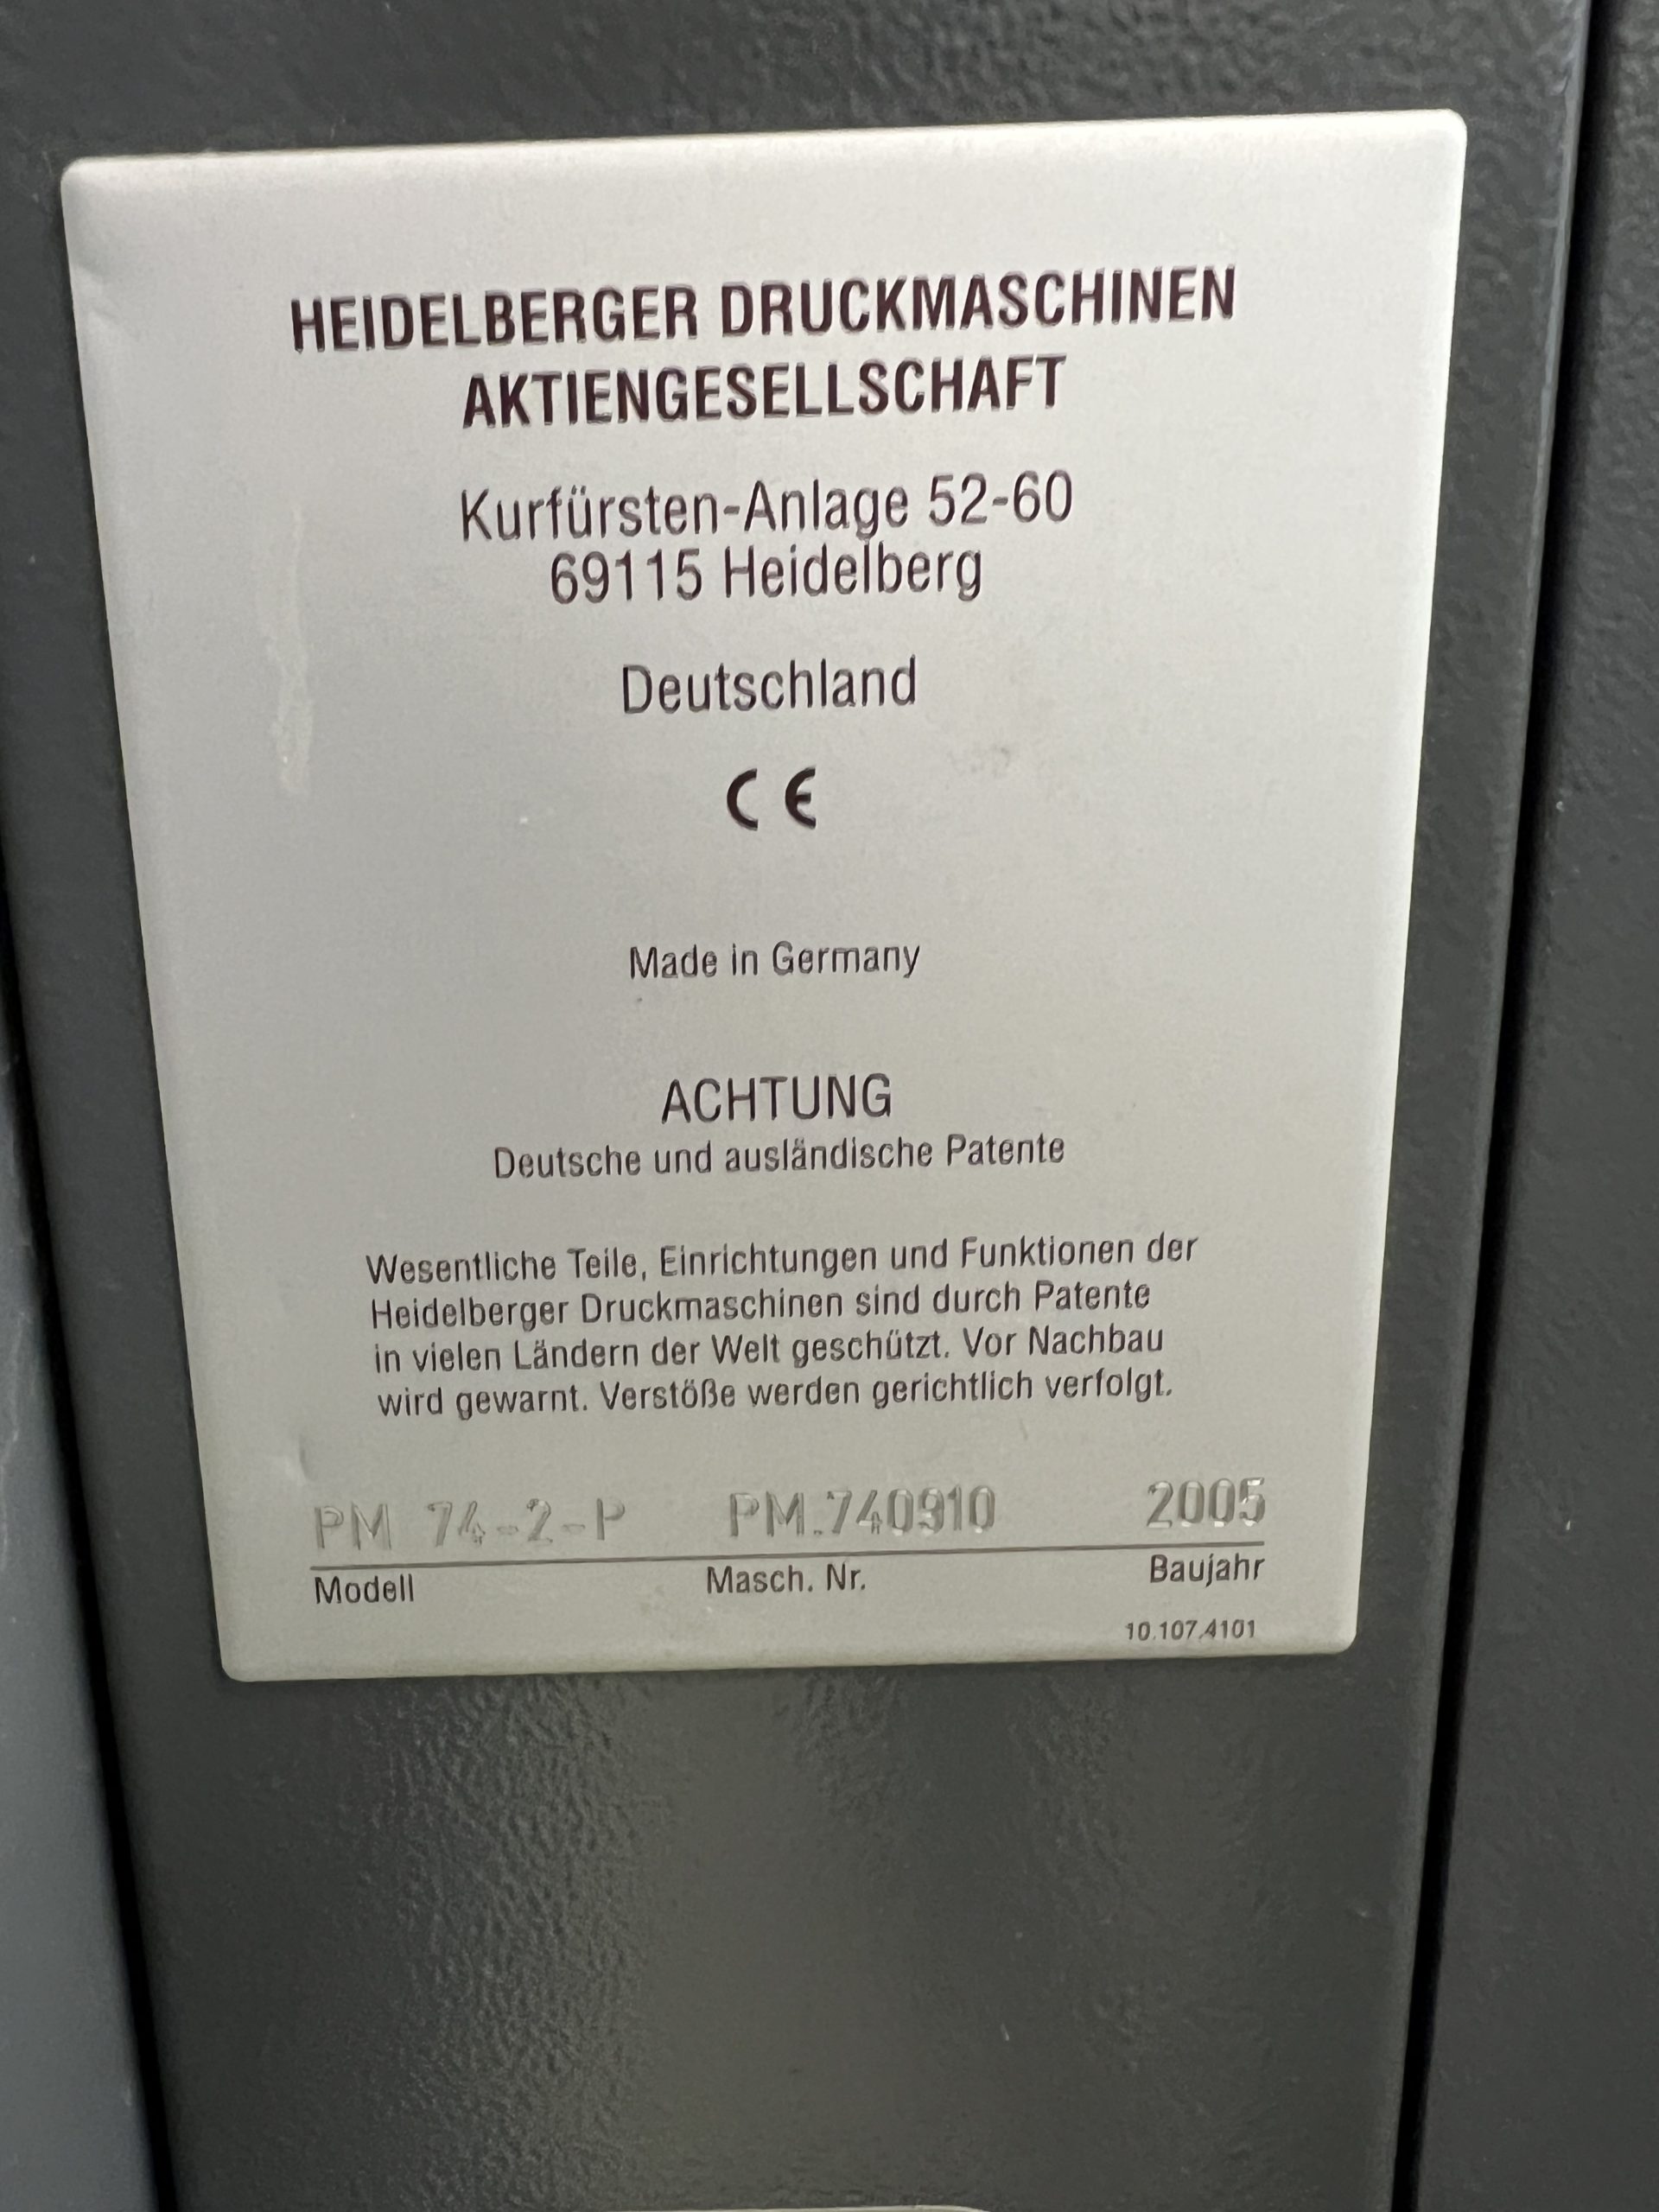 HEIDELBERGER DRUCKMASCHINEN
AKTIENGESELLSCHAFT
Kurfürsten-Anlage 52-60
69115 Heidelberg
Deutschland
CE
Made in Germany
ACHTUNG
Deutsche und ausländische Patente
Wesentliche Teile, Einrichtungen und Funktionen der
Heidelberger Druckmaschinen sind durch Patente
in vielen Ländern der Welt geschützt. Vor Nachbau
wird gewarnt. Verstöße werden gerichtlich verfolgt.
PM 74-2-P PM.740910 2005
Modell Masch. Nr. Baujahr
10.107.4101